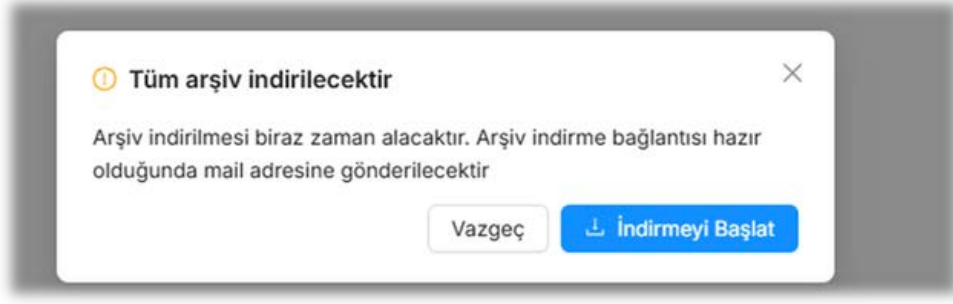 Tüm arşiv indirilecektir
Arşiv indirilmesi biraz zaman alacaktır. Arşiv indirme bağlantısı hazır
olduğunda mail adresine gönderilecektir
Vazgeç
İndirmeyi Başlat